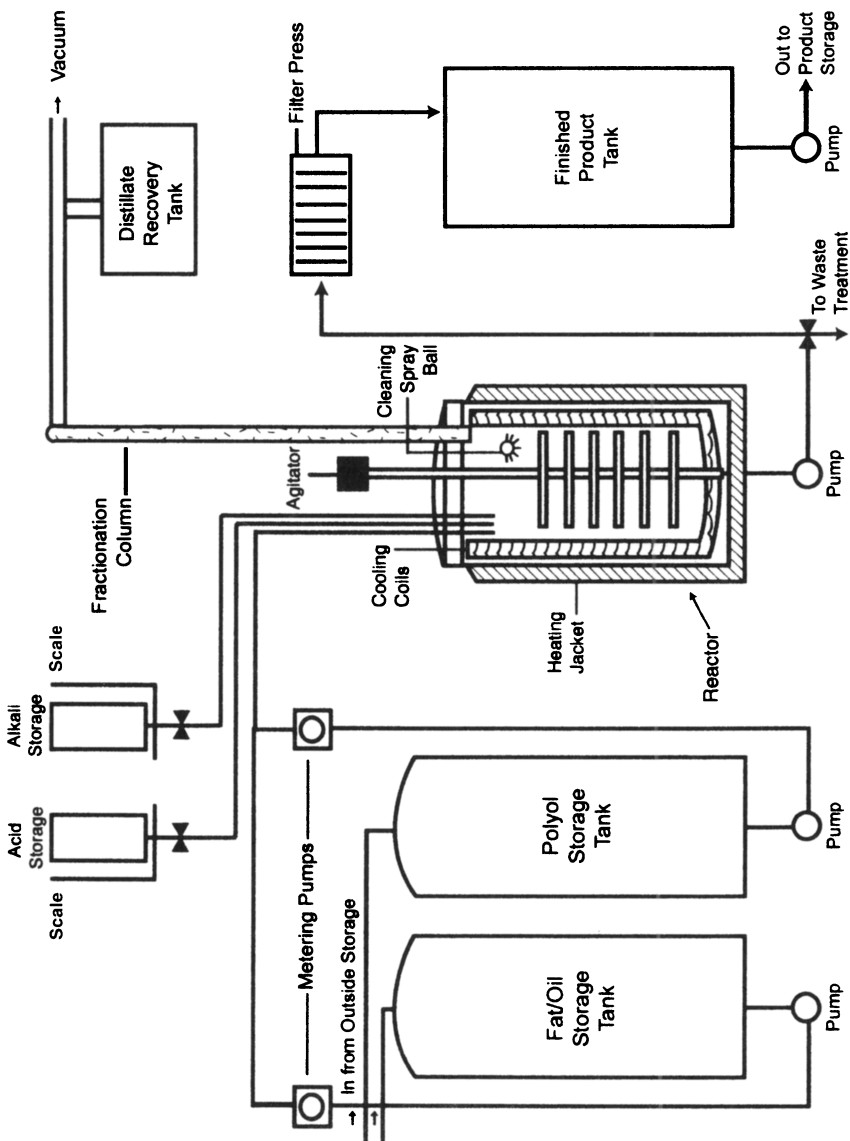 Scale
Acid
Storage
Alkali
Storage
Scale
Fractionation
Column
Vacuum
Distillate
Recovery
Tank
Metering Pumps
In from Outside Storage
Agitator
Cooling
Coils
Cleaning
Spray
Ball
Filter Press
Fat/Oil
Storage
Tank
Polyol
Storage
Tank
Heating
Jacket
Reactor
Finished
Product
Tank
Pump
Pump
Pump
To Waste
Treatment
Pump
Out to
Product
Storage